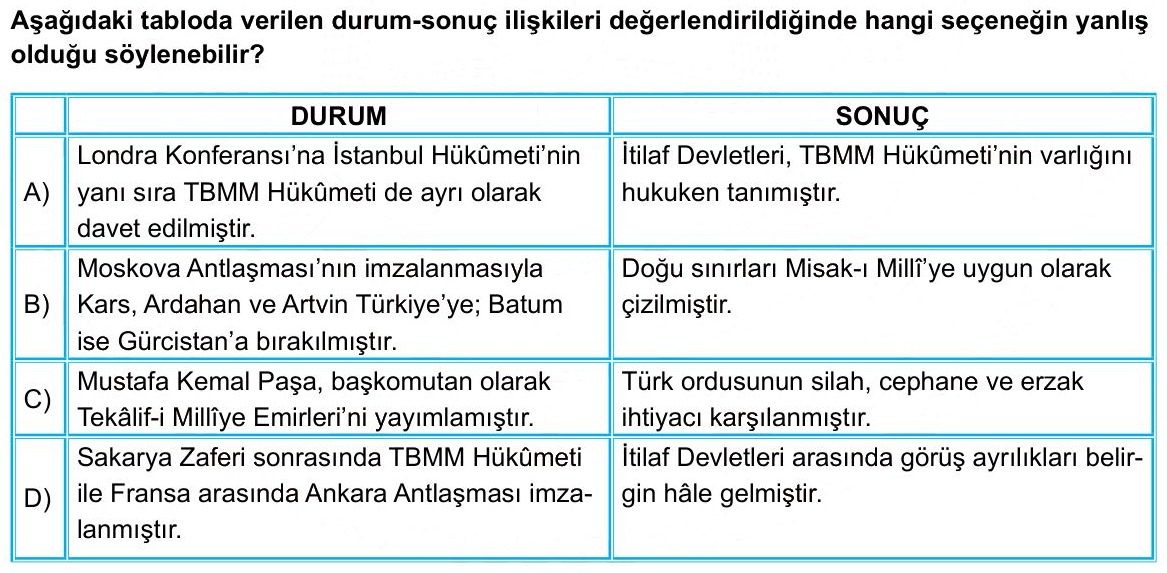 Aşağıdaki tabloda verilen durum-sonuç ilişkileri değerlendirildiğinde hangi seçeneğin yanlış
olduğu söylenebilir?
DURUM
SONUÇ
A)
Londra Konferansı’na İstanbul Hükûmeti’nin
yanı sıra TBMM Hükûmeti de ayrı olarak
davet edilmiştir.
İtilaf Devletleri, TBMM Hükûmeti’nin varlığını
hukuken tanımıştır.
B)
Moskova Antlaşması’nın imzalanmasıyla
Kars, Ardahan ve Artvin Türkiye’ye; Batum
ise Gürcistan’a bırakılmıştır.
Doğu sınırları Misak-ı Millî’ye uygun olarak
çizilmiştir.
C)
Mustafa Kemal Paşa, başkomutan olarak
Tekâlif-i Millîye Emirleri’ni yayımlamıştır.
Türk ordusunun silah, cephane ve erzak
ihtiyacı karşılanmıştır.
D)
Sakarya Zaferi sonrasında TBMM Hükûmeti
ile Fransa arasında Ankara Antlaşması imza-
lanmıştır.
İtilaf Devletleri arasında görüş ayrılıkları belir-
gin hâle gelmiştir.